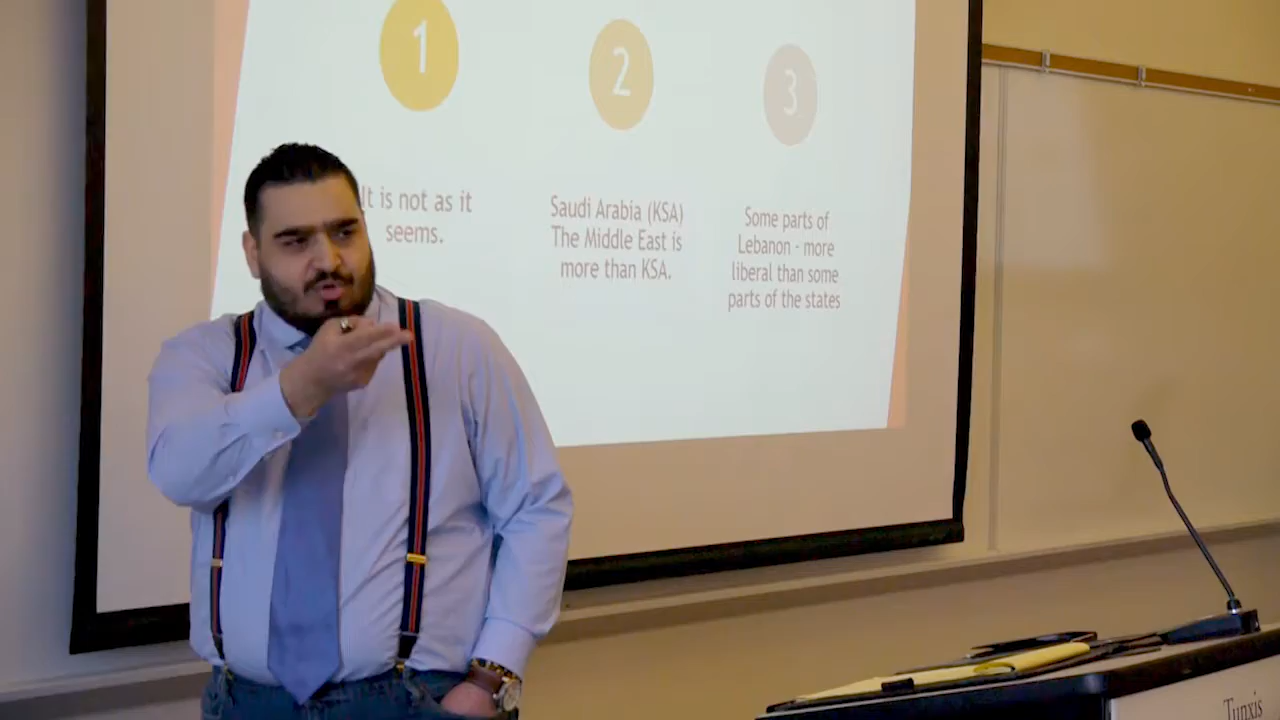 1
It is not as it
seems.
2
Saudi Arabia (KSA)
The Middle East is
more than KSA.
3
Some parts of
Lebanon - more
liberal than some
parts of the states
Tunxis